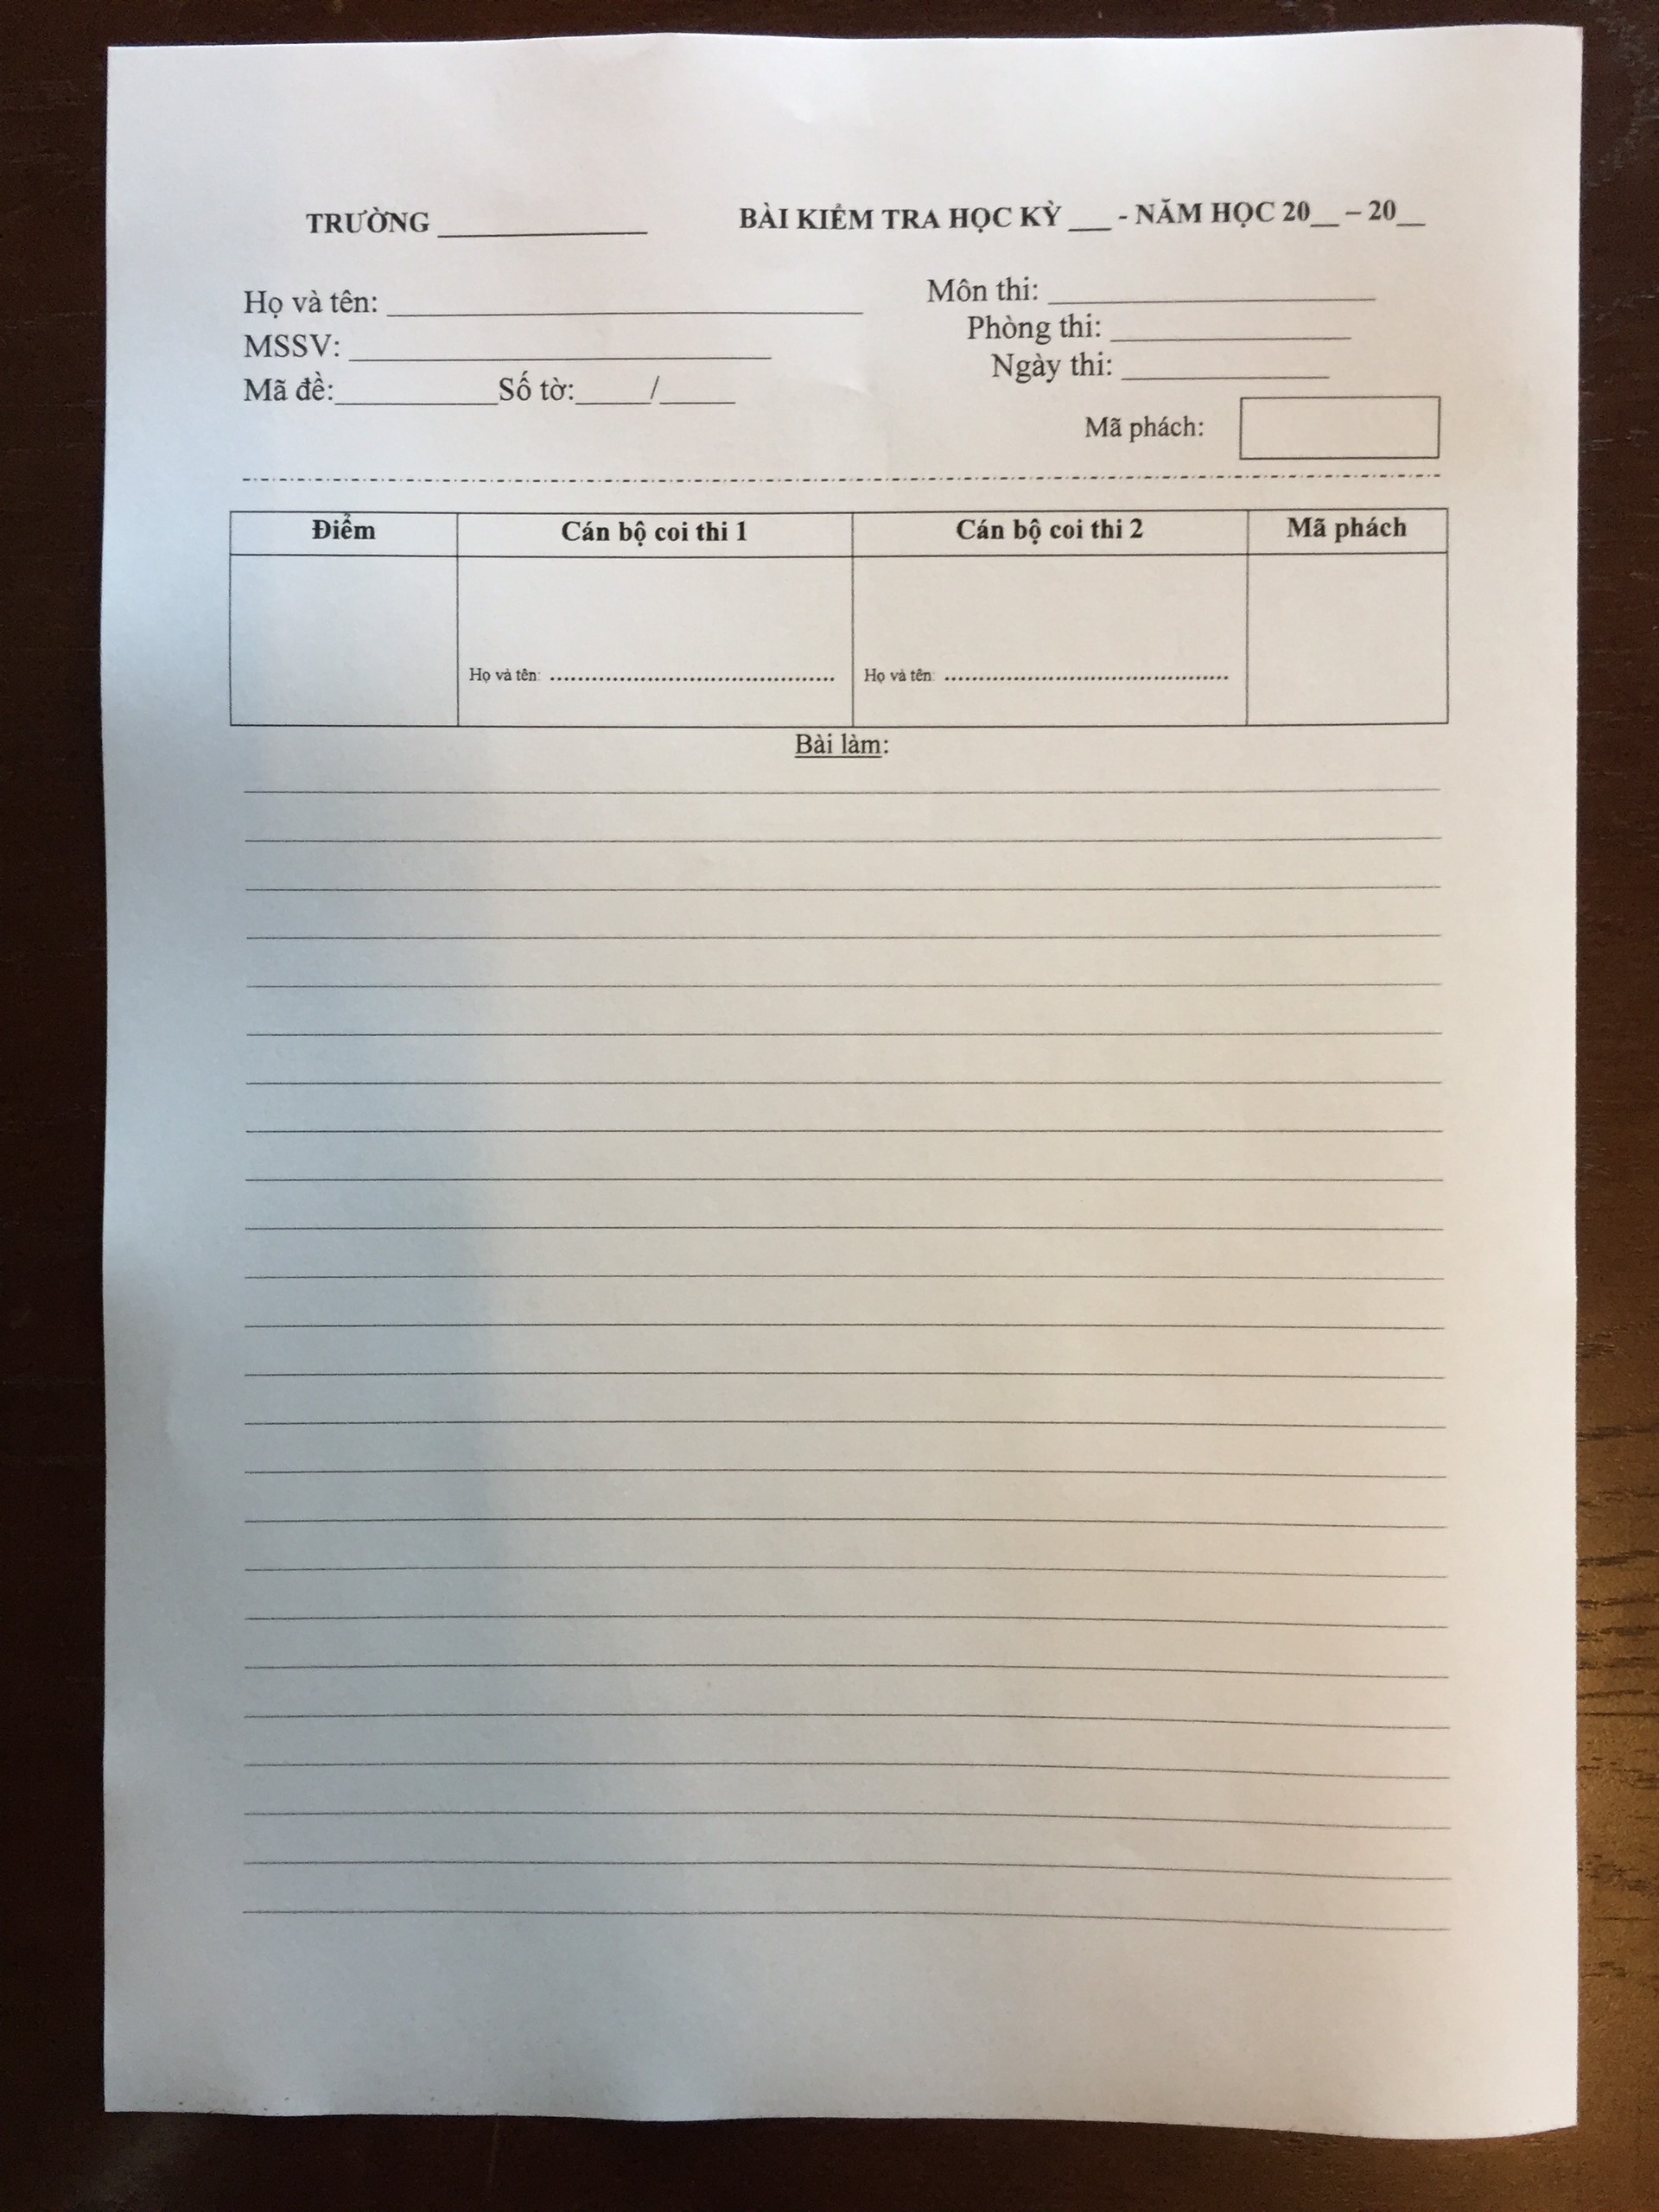 TRƯỜNG ______________ BÀI KIỂM TRA HỌC KỲ ___ - NĂM HỌC 20__ – 20__
Họ và tên: ________________________________ Môn thi: ______________________
MSSV: ____________________________ Phòng thi: ________________
Mã đề:___________Số tờ:_____/_____ Ngày thi: ______________
Mã phách:
Điểm Cán bộ coi thi 1 Cán bộ coi thi 2 Mã phách
Họ và tên: ........................................ Họ và tên: ........................................
Bài làm: